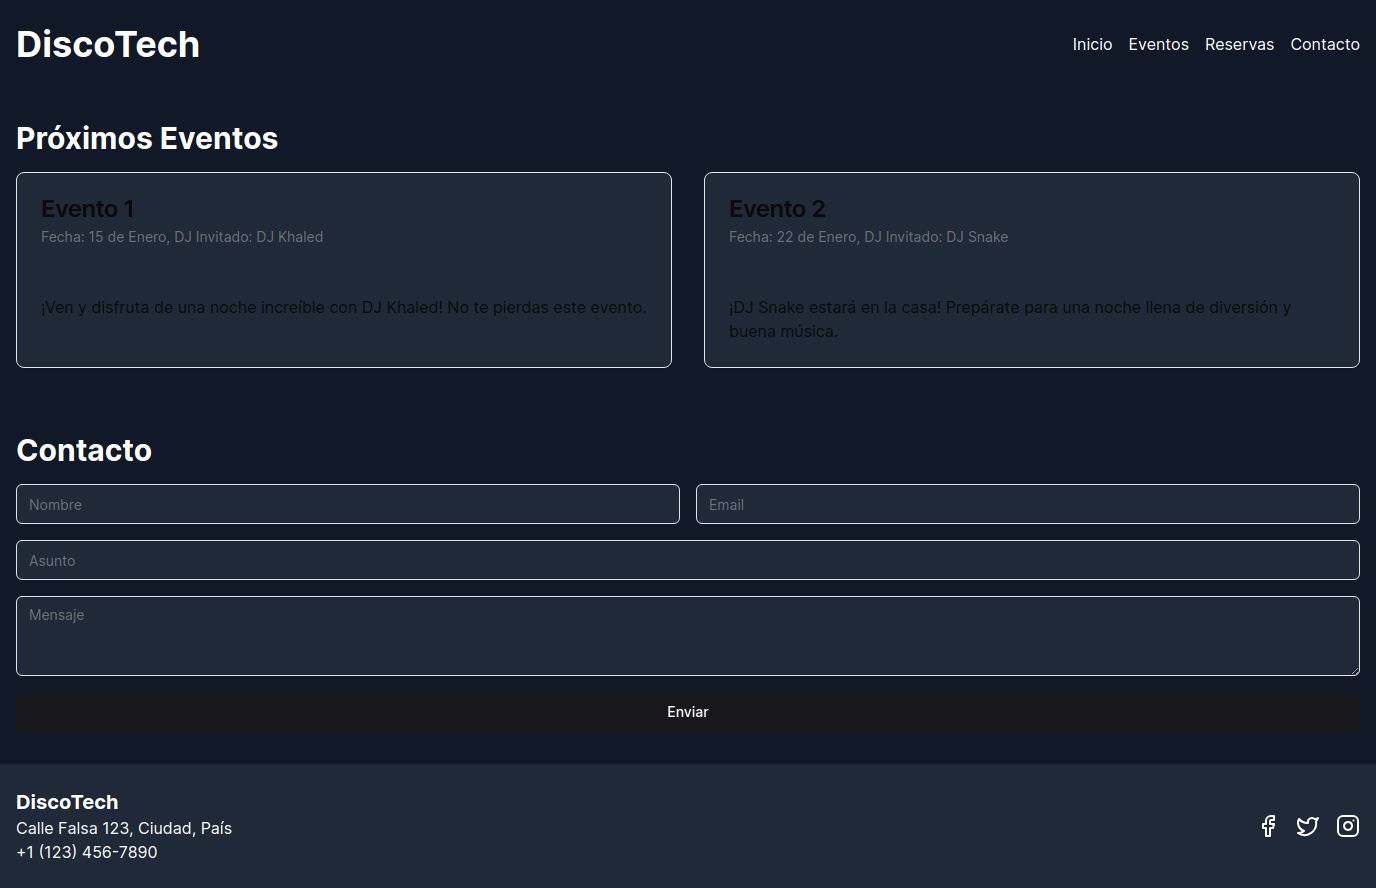 DiscoTech
Inicio Eventos Reservas Contacto
Próximos Eventos
Evento 1
Fecha: 15 de Enero, DJ Invitado: DJ Khaled
¡Ven y disfruta de una noche increíble con DJ Khaled! No te pierdas este evento.
Evento 2
Fecha: 22 de Enero, DJ Invitado: DJ Snake
¡DJ Snake estará en la casa! Prepárate para una noche llena de diversión y
buena música.
Contacto
Nombre
Email
Asunto
Mensaje
Enviar
DiscoTech
Calle Falsa 123, Ciudad, País
+1 (123) 456-7890